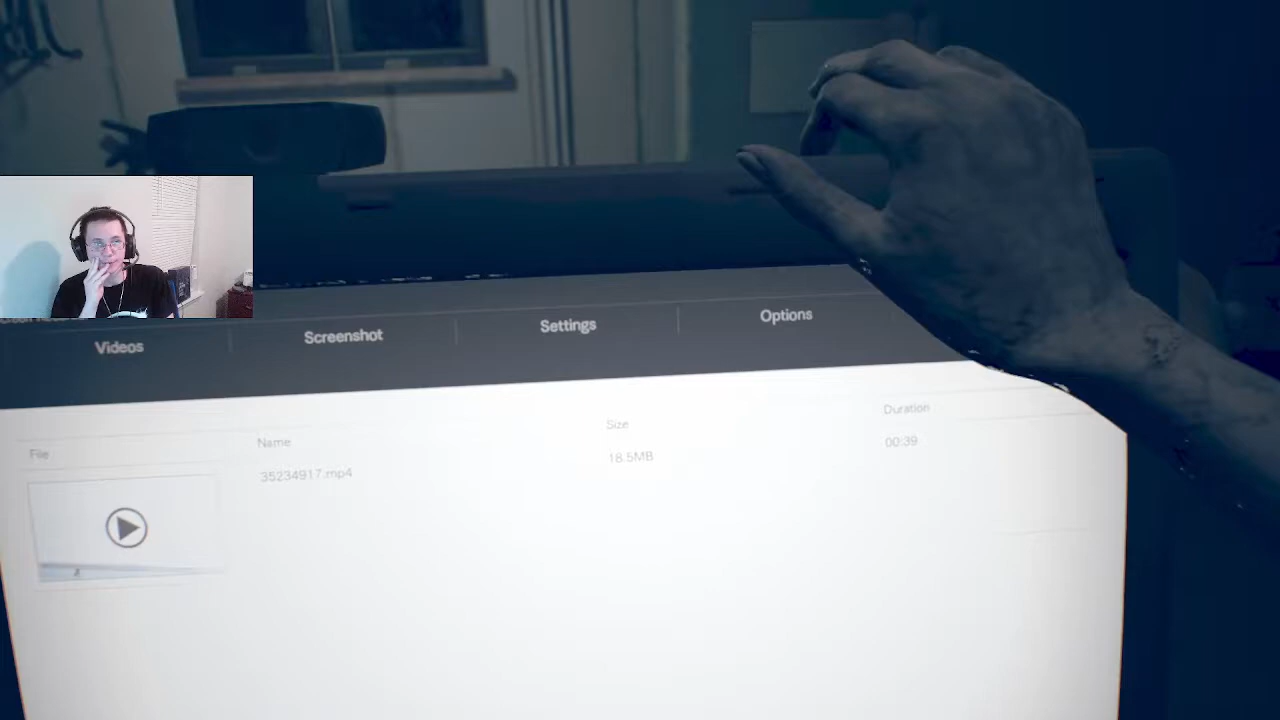 Videos Screenshot Settings Options
File Name Size Duration
35234917.mp4 18.5MB 00:39